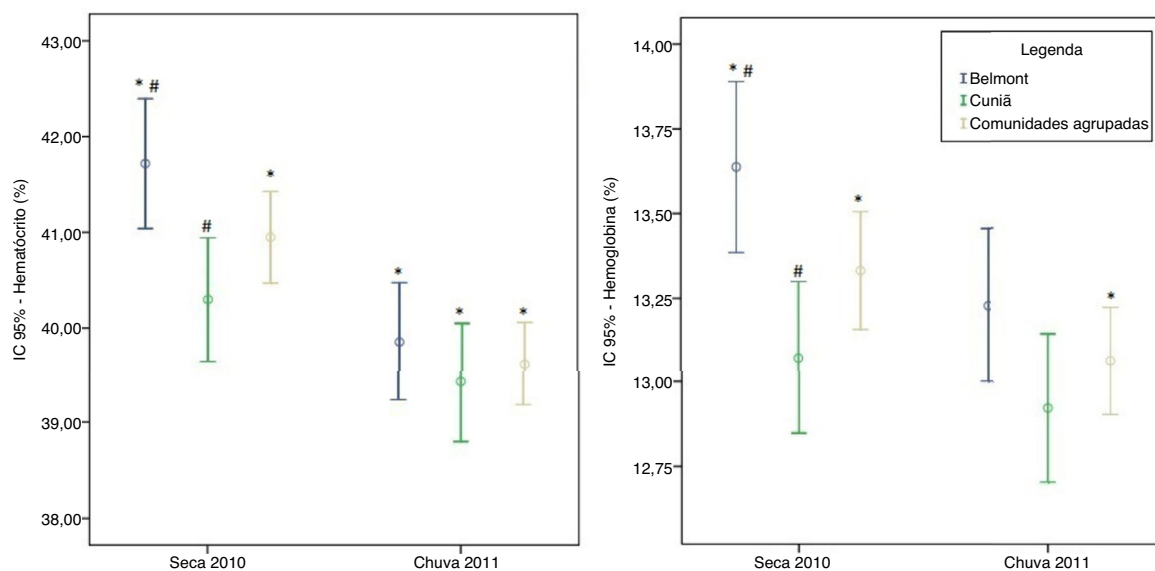 IC 95% - Hematócrito (%)
43,00
42,00
41,00
40,00
39,00
38,00
* #
#
*
*
*
*
Seca 2010
Chuva 2011
IC 95% - Hemoglobina (%)
14,00
13,75
13,50
13,25
13,00
12,75
* #
#
*
*
Legenda
Belmont
Cuniã
Comunidades agrupadas
Seca 2010
Chuva 2011